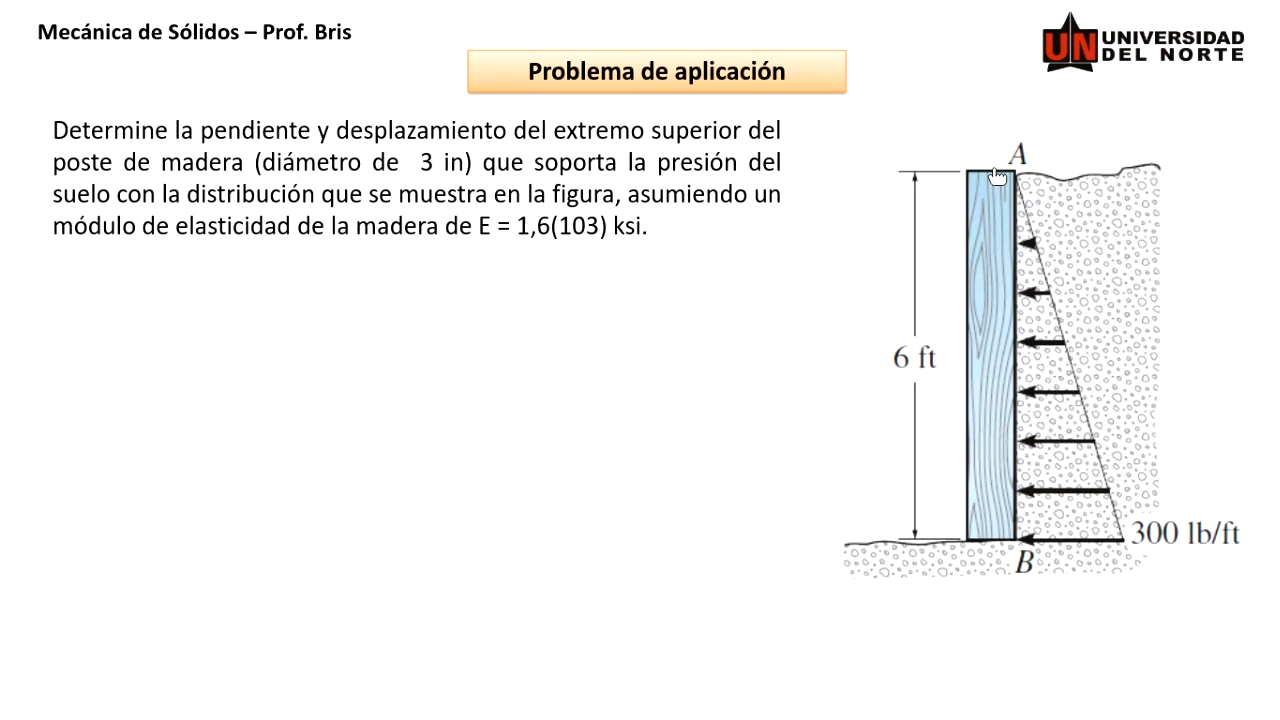 Mecánica de Sólidos – Prof. Bris
UNIVERSIDAD
DEL NORTE
Problema de aplicación
Determine la pendiente y desplazamiento del extremo superior del
poste de madera (diámetro de 3 in) que soporta la presión del
suelo con la distribución que se muestra en la figura, asumiendo un
módulo de elasticidad de la madera de E = 1,6(103) ksi.
A
6 ft
300 lb/ft
B